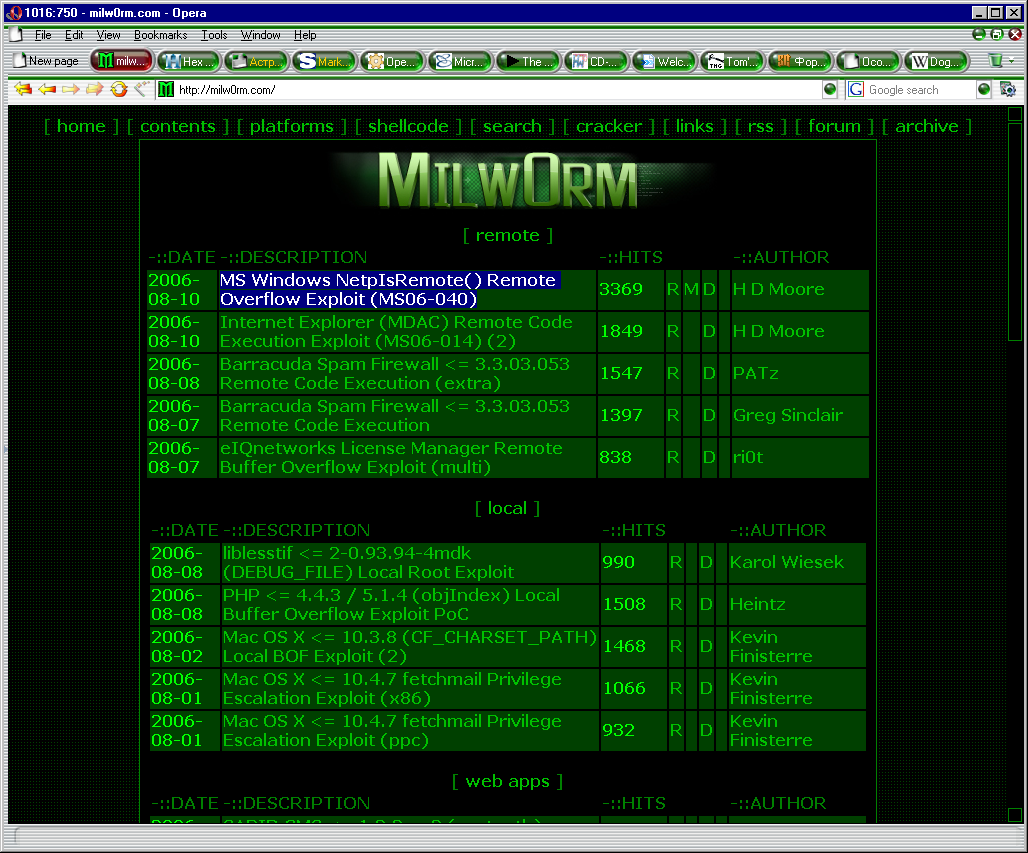 1016:750 - milw0rm.com - Opera
File Edit View Bookmarks Tools Window Help
New page milw... Hex ... Астр... Mark... Ope... Micr... The ... CD-... Welc... Tom'... Фор... Осо... Dog...
http://milw0rm.com/ Google search
[ home ] [ contents ] [ platforms ] [ shellcode ] [ search ] [ cracker ] [ links ] [ rss ] [ forum ] [ archive ]
MILW0RM
[ remote ]
-::DATE -::DESCRIPTION -::HITS -::AUTHOR
2006- MS Windows NetpIsRemote() Remote
08-10 Overflow Exploit (MS06-040) 3369 R M D H D Moore
2006- Internet Explorer (MDAC) Remote Code
08-10 Execution Exploit (MS06-014) (2) 1849 R D H D Moore
2006- Barracuda Spam Firewall <= 3.3.03.053
08-08 Remote Code Execution (extra) 1547 R D PATz
2006- Barracuda Spam Firewall <= 3.3.03.053
08-07 Remote Code Execution 1397 R D Greg Sinclair
2006- eIQnetworks License Manager Remote
08-07 Buffer Overflow Exploit (multi) 838 R D ri0t
[ local ]
-::DATE -::DESCRIPTION -::HITS -::AUTHOR
2006- liblesstif <= 2-0.93.94-4mdk
08-08 (DEBUG_FILE) Local Root Exploit 990 R D Karol Wiesek
2006- PHP <= 4.4.3 / 5.1.4 (objIndex) Local
08-08 Buffer Overflow Exploit PoC 1508 R D Heintz
2006- Mac OS X <= 10.3.8 (CF_CHARSET_PATH) Kevin
08-02 Local BOF Exploit (2) 1468 R D Finisterre
2006- Mac OS X <= 10.4.7 fetchmail Privilege Kevin
08-01 Escalation Exploit (x86) 1066 R D Finisterre
2006- Mac OS X <= 10.4.7 fetchmail Privilege Kevin
08-01 Escalation Exploit (ppc) 932 R D Finisterre
[ web apps ]
-::DATE -::DESCRIPTION -::HITS -::AUTHOR